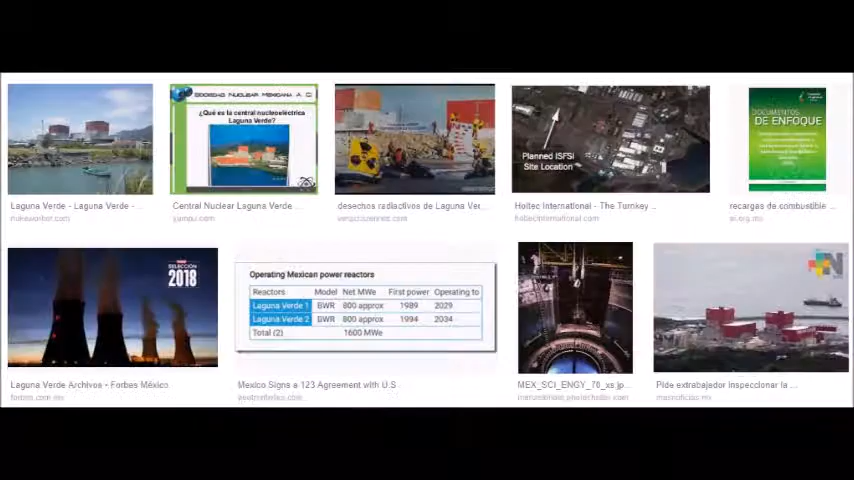 SOCIEDAD NUCLEAR MEXICANA A C
¿Qué es la central nucleoeléctrica
Laguna Verde?
Planned ISFSI
Site Location
DOCUMENTOS
DE ENFOQUE
Laguna Verde - Laguna Verde - ...
Central Nuclear Laguna Verde ...
desechos radiactivos de Laguna Ver...
Holtec International - The Turnkey ...
recargas de combustible ...
yumpu.com
holtecinternational.com
SELECCIÓN
2018
Operating Mexican power reactors
Reactors Model Net MWe First power Operating to
Laguna Verde 1 BWR 800 approx 1989 2029
Laguna Verde 2 BWR 800 approx 1994 2034
Total (2) 1600 MWe
Laguna Verde Archivos - Forbes México
Mexico Signs a 123 Agreement with U.S
MEX_SCI_ENGY_70_xs.jp...
Pide extrabajador inspeccionar la ...
forbes.com.mx
masnoticias.mx